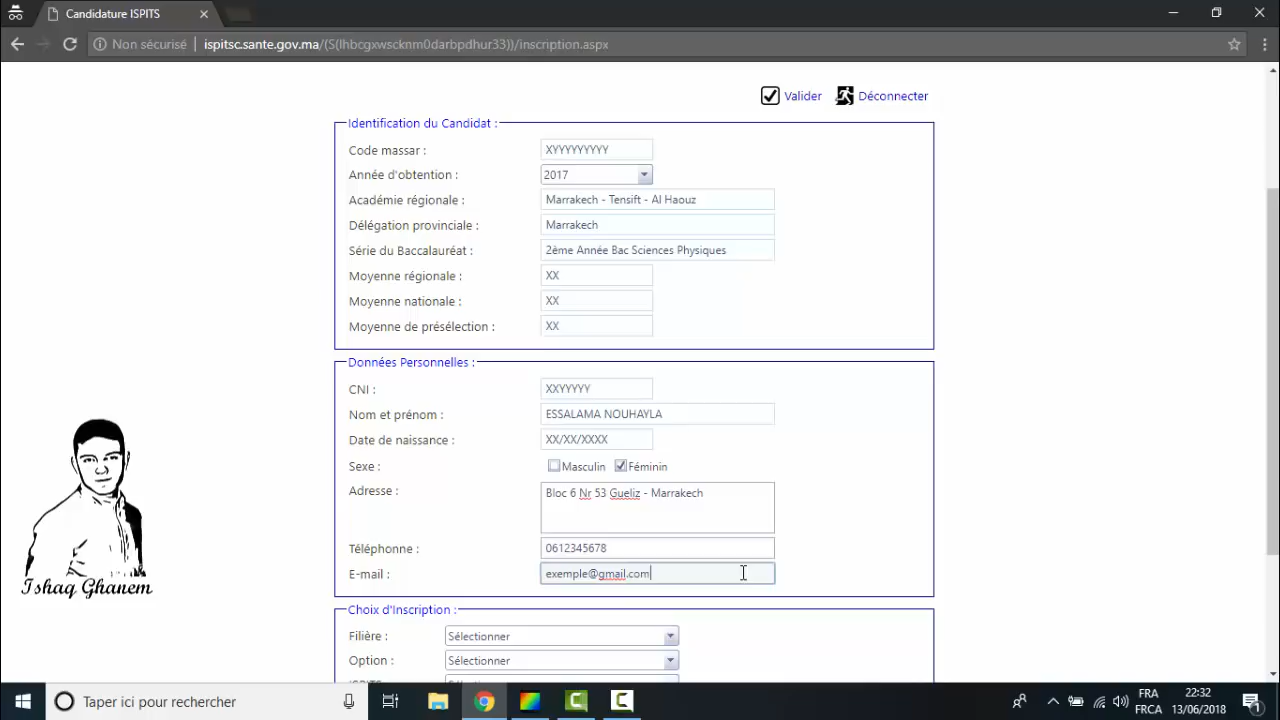 Candidature ISPITS
Non sécurisé
ispitsc.sante.gov.ma/(S(lhbcgxwscknm0darbpdhur33))/inscription.aspx
Valider
Déconnecter
Identification du Candidat :
Code massar : XYYYYYYYYY
Année d'obtention : 2017
Académie régionale : Marrakech - Tensift - Al Haouz
Délégation provinciale : Marrakech
Série du Baccalauréat : 2ème Année Bac Sciences Physiques
Moyenne régionale : XX
Moyenne nationale : XX
Moyenne de présélection : XX
Données Personnelles :
CNI : XXYYYYY
Nom et prénom : ESSALAMA NOUHAYLA
Date de naissance : XX/XX/XXXX
Sexe : Masculin Féminin
Adresse : Bloc 6 Nr 53 Gueliz - Marrakech
Téléphonne : 0612345678
E-mail : exemple@gmail.com
Choix d'Inscription :
Filière : Sélectionner
Option : Sélectionner
Ishaq Ghanem
Taper ici pour rechercher
FRA
FRCA
22:32
13/06/2018
1